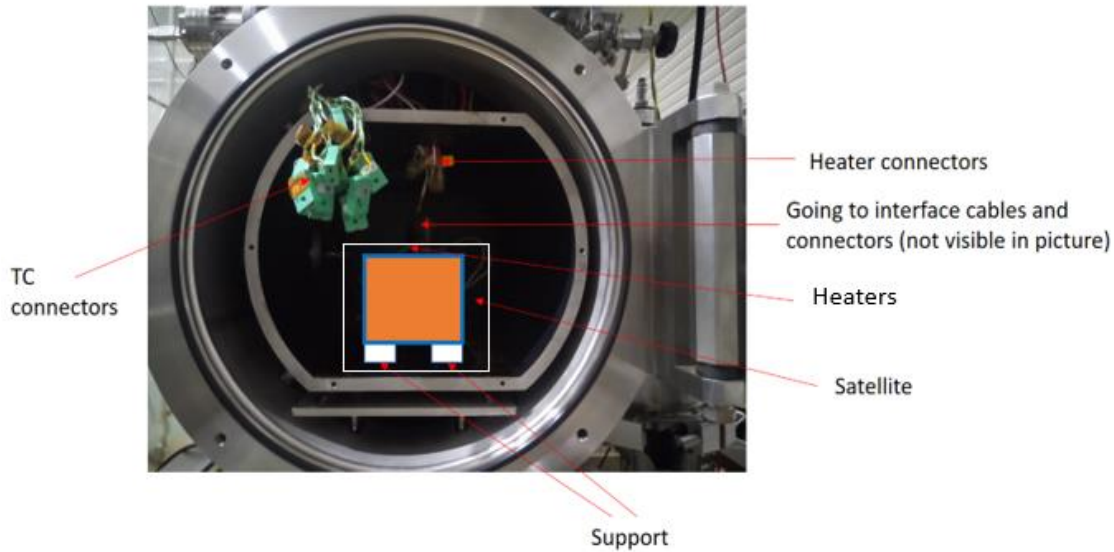 Heater connectors
Going to interface cables and
connectors (not visible in picture)
TC
connectors
Heaters
Satellite
Support